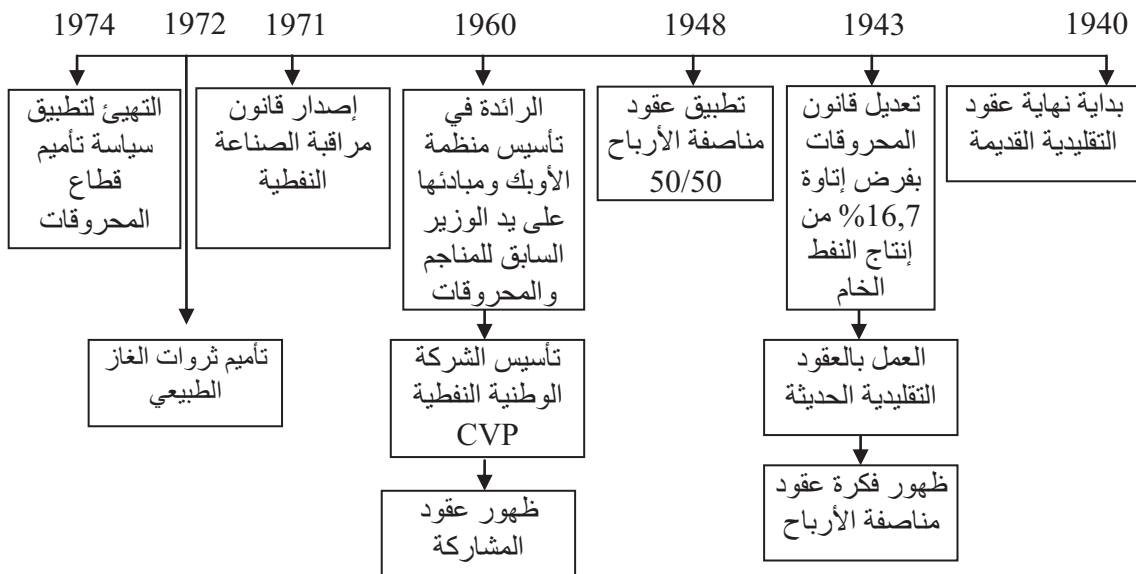 1940
1943
1948
1960
1971
1972
1974
بداية نهاية عقود
التقليدية القديمة
تعديل قانون
المحروقات
بفرض إتاوة
16,7% من
إنتاج النفط
الخام
العمل بالعقود
التقليدية الحديثة
ظهور فكرة عقود
مناصفة الأرباح
تطبيق عقود
مناصفة الأرباح
50/50
الرائدة في
تأسيس منظمة
الأوبك ومبادئها
على يد الوزير
السابق للمناجم
والمحروقات
تأسيس الشركة
الوطنية النفطية
CVP
ظهور عقود
المشاركة
إصدار قانون
مراقبة الصناعة
النفطية
تأميم ثروات الغاز
الطبيعي
التهيئ لتطبيق
سياسة تأميم
قطاع
المحروقات